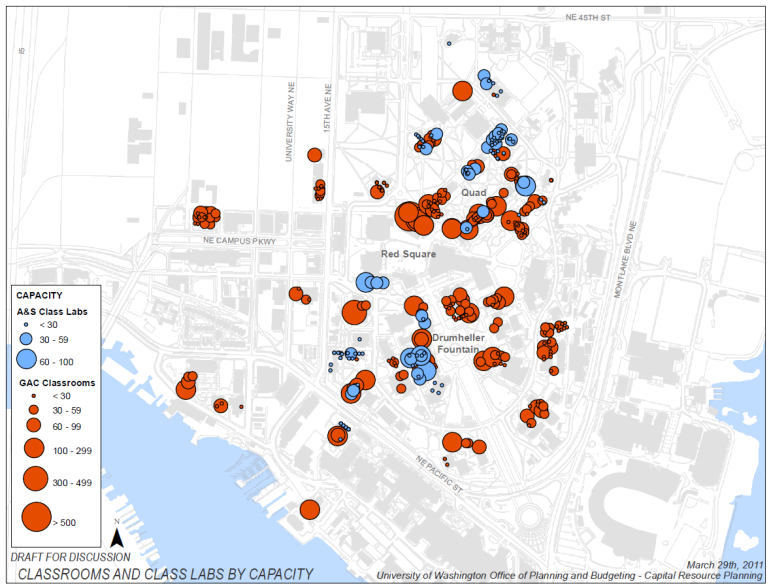 NE 45TH ST
UNIVERSITY WAY NE
15TH AVE NE
Quad
NE CAMPUS PKWY
Red Square
MONTLAKE BLVD NE
CAPACITY
A&S Class Labs
< 30
30 - 59
60 - 100
GAC Classrooms
< 30
30 - 59
60 - 99
100 - 299
300 - 499
> 500
Drumheller
Fountain
NE PACIFIC ST
N
DRAFT FOR DISCUSSION
CLASSROOMS AND CLASS LABS BY CAPACITY
March 29th, 2011
University of Washington Office of Planning and Budgeting - Capital Resource Planning